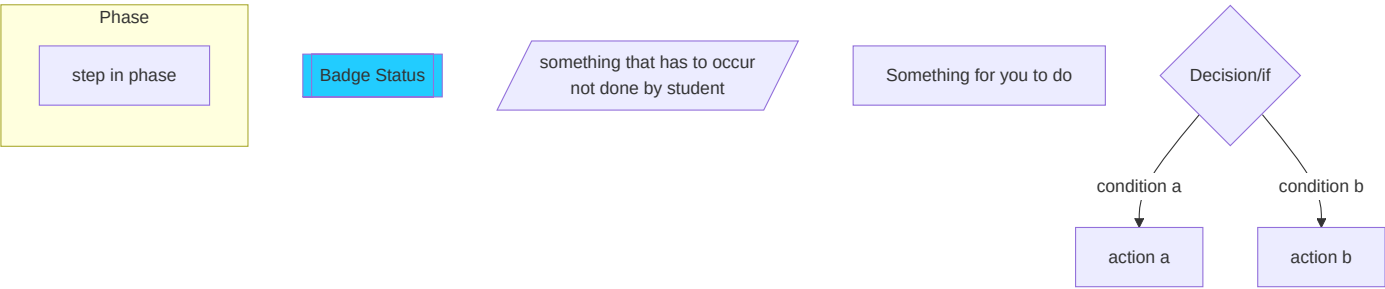 Phase
step in phase
Badge Status
something that has to occur
not done by student
Something for you to do
Decision/if
condition a
condition b
action a
action b